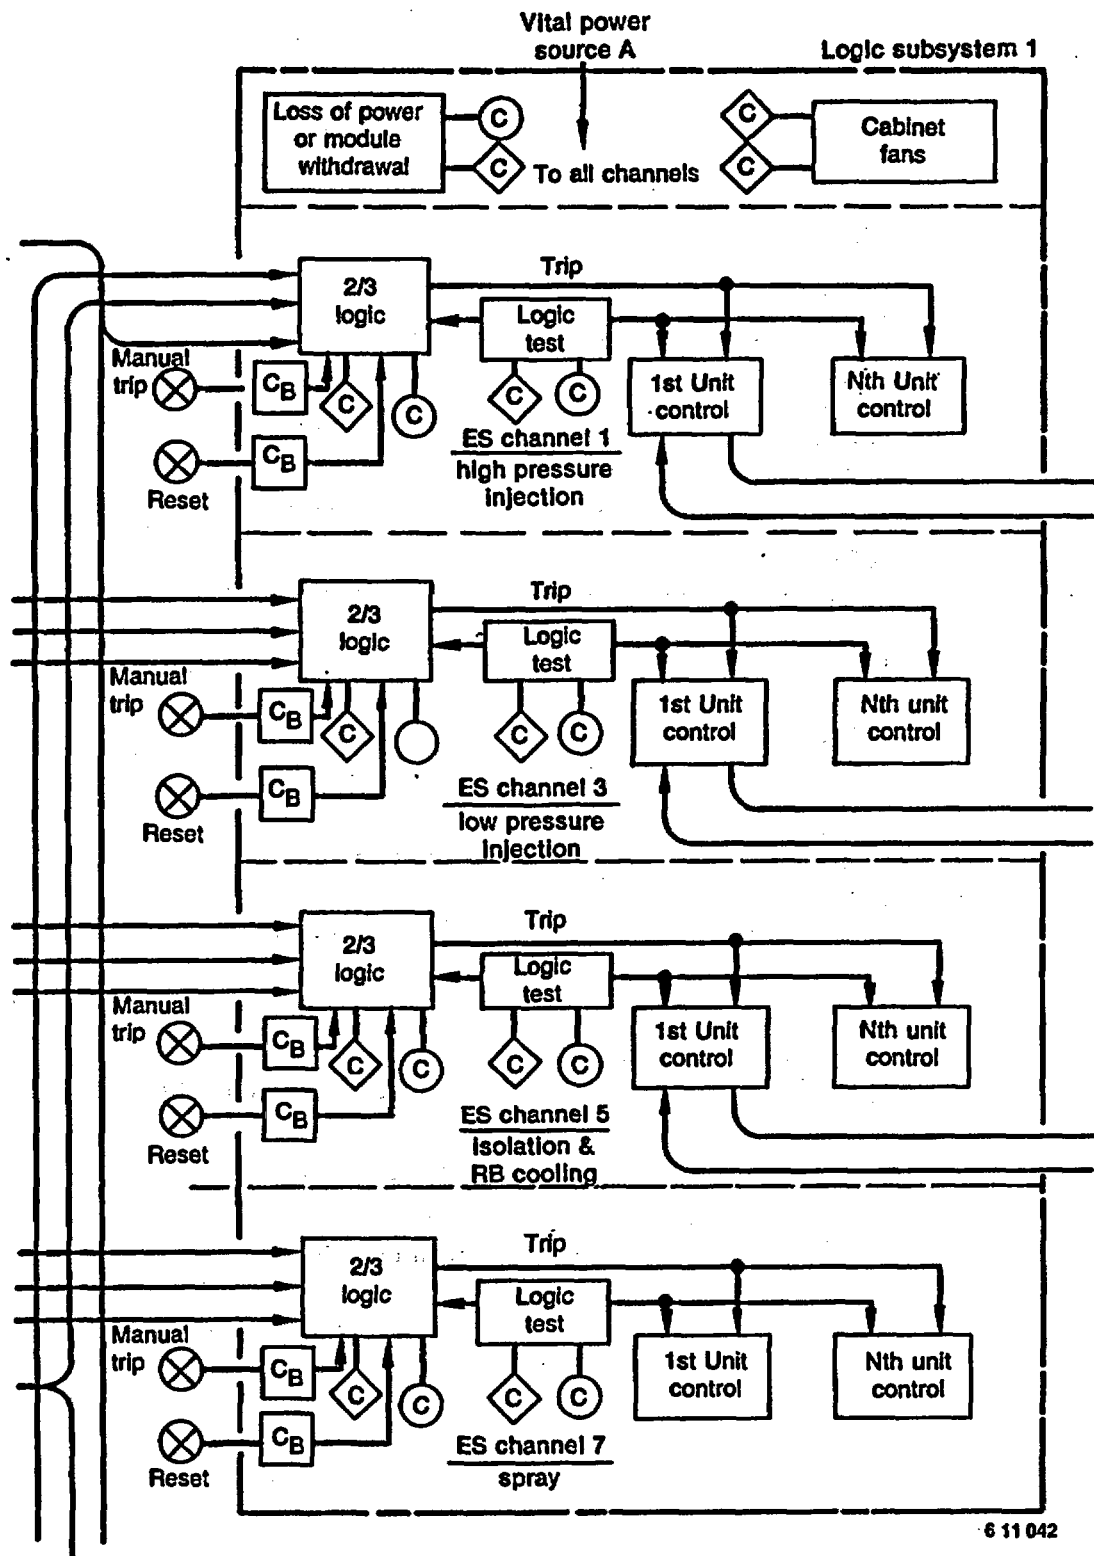 Vital power
source A
Logic subsystem 1
Loss of power
or module
withdrawal
C
C
To all channels
C
C
Cabinet
fans
2/3
logic
Trip
Logic
test
Manual
trip
CB
C
C
C
C
1st Unit
control
Nth Unit
control
CB
Reset
ES channel 1
high pressure
injection
2/3
logic
Trip
Logic
test
Manual
trip
CB
C
C
C
1st Unit
control
Nth unit
control
CB
Reset
ES channel 3
low pressure
injection
2/3
logic
Trip
Logic
test
Manual
trip
CB
C
C
C
C
1st Unit
control
Nth unit
control
CB
Reset
ES channel 5
isolation &
RB cooling
2/3
logic
Trip
Logic
test
Manual
trip
CB
C
C
C
C
1st Unit
control
Nth unit
control
CB
Reset
ES channel 7
spray
6 11 042